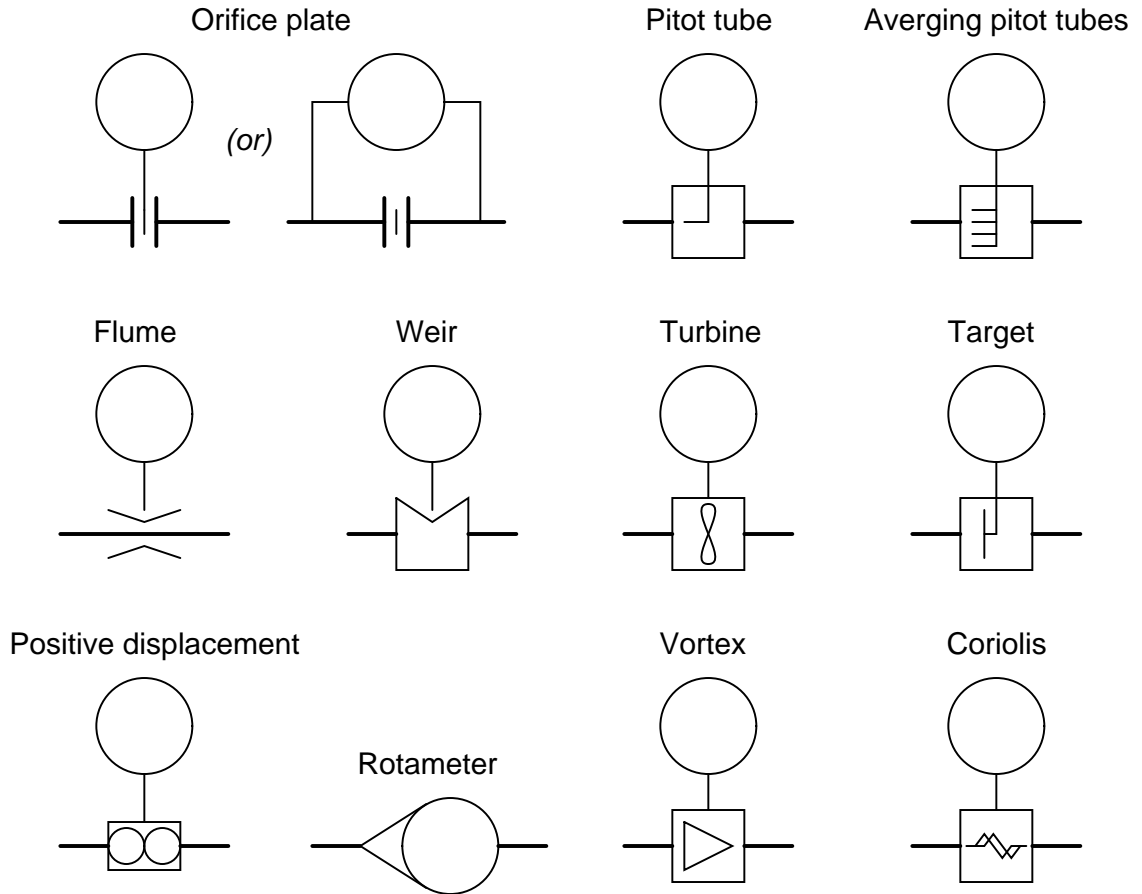 Orifice plate
Pitot tube
Averging pitot tubes
(or)
Flume
Weir
Turbine
Target
Positive displacement
Rotameter
Vortex
Coriolis